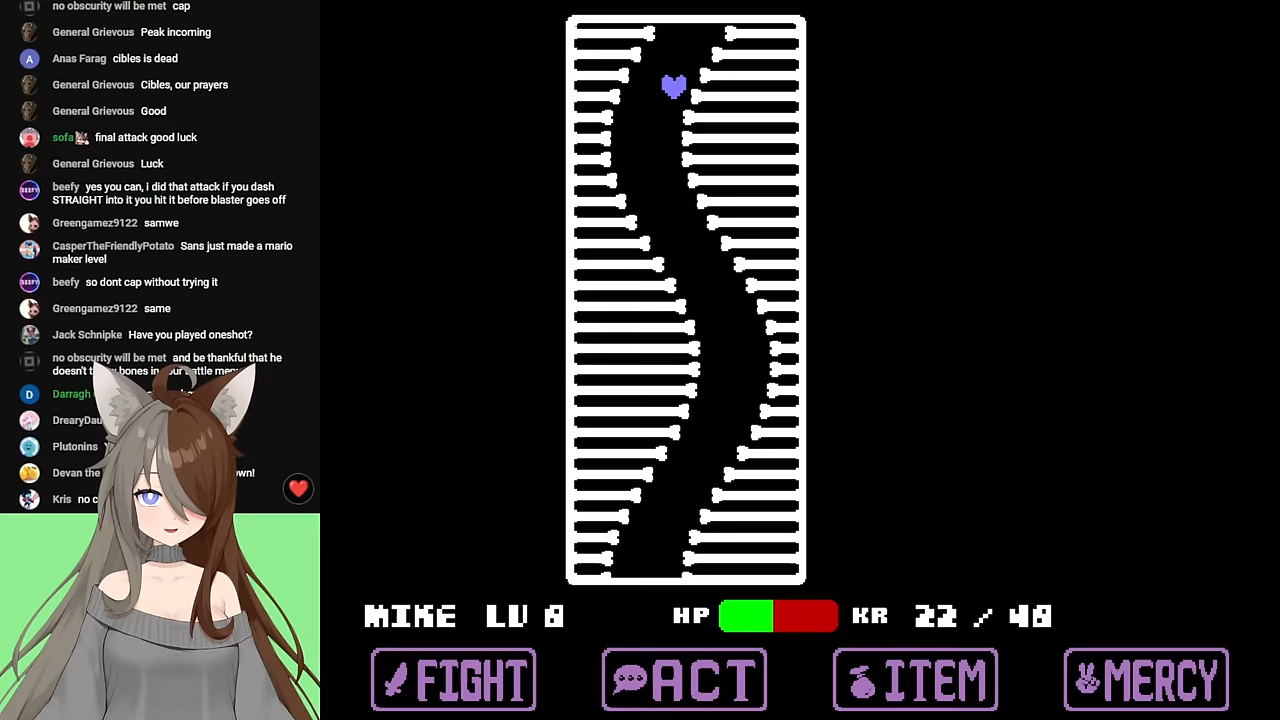 no obscurity will be met cap
General Grievous Peak incoming
Anas Farag cibles is dead
General Grievous Cibles, our prayers
General Grievous Good
sofa final attack good luck
General Grievous Luck
beefy yes you can, i did that attack if you dash
STRAIGHT into it you hit it before blaster goes off
Greengamez9122 samwe
CasperTheFriendlyPotato Sans just made a mario
maker level
beefy so dont cap without trying it
Greengamez9122 same
Jack Schnipke Have you played oneshot?
no obscurity will be met and be thankful that he
doesn't bones in battle
Darragh
Plutonins
Devan the
Kris no
MIKE LV 8 HP KR 22 / 48
FIGHT ACT ITEM MERCY